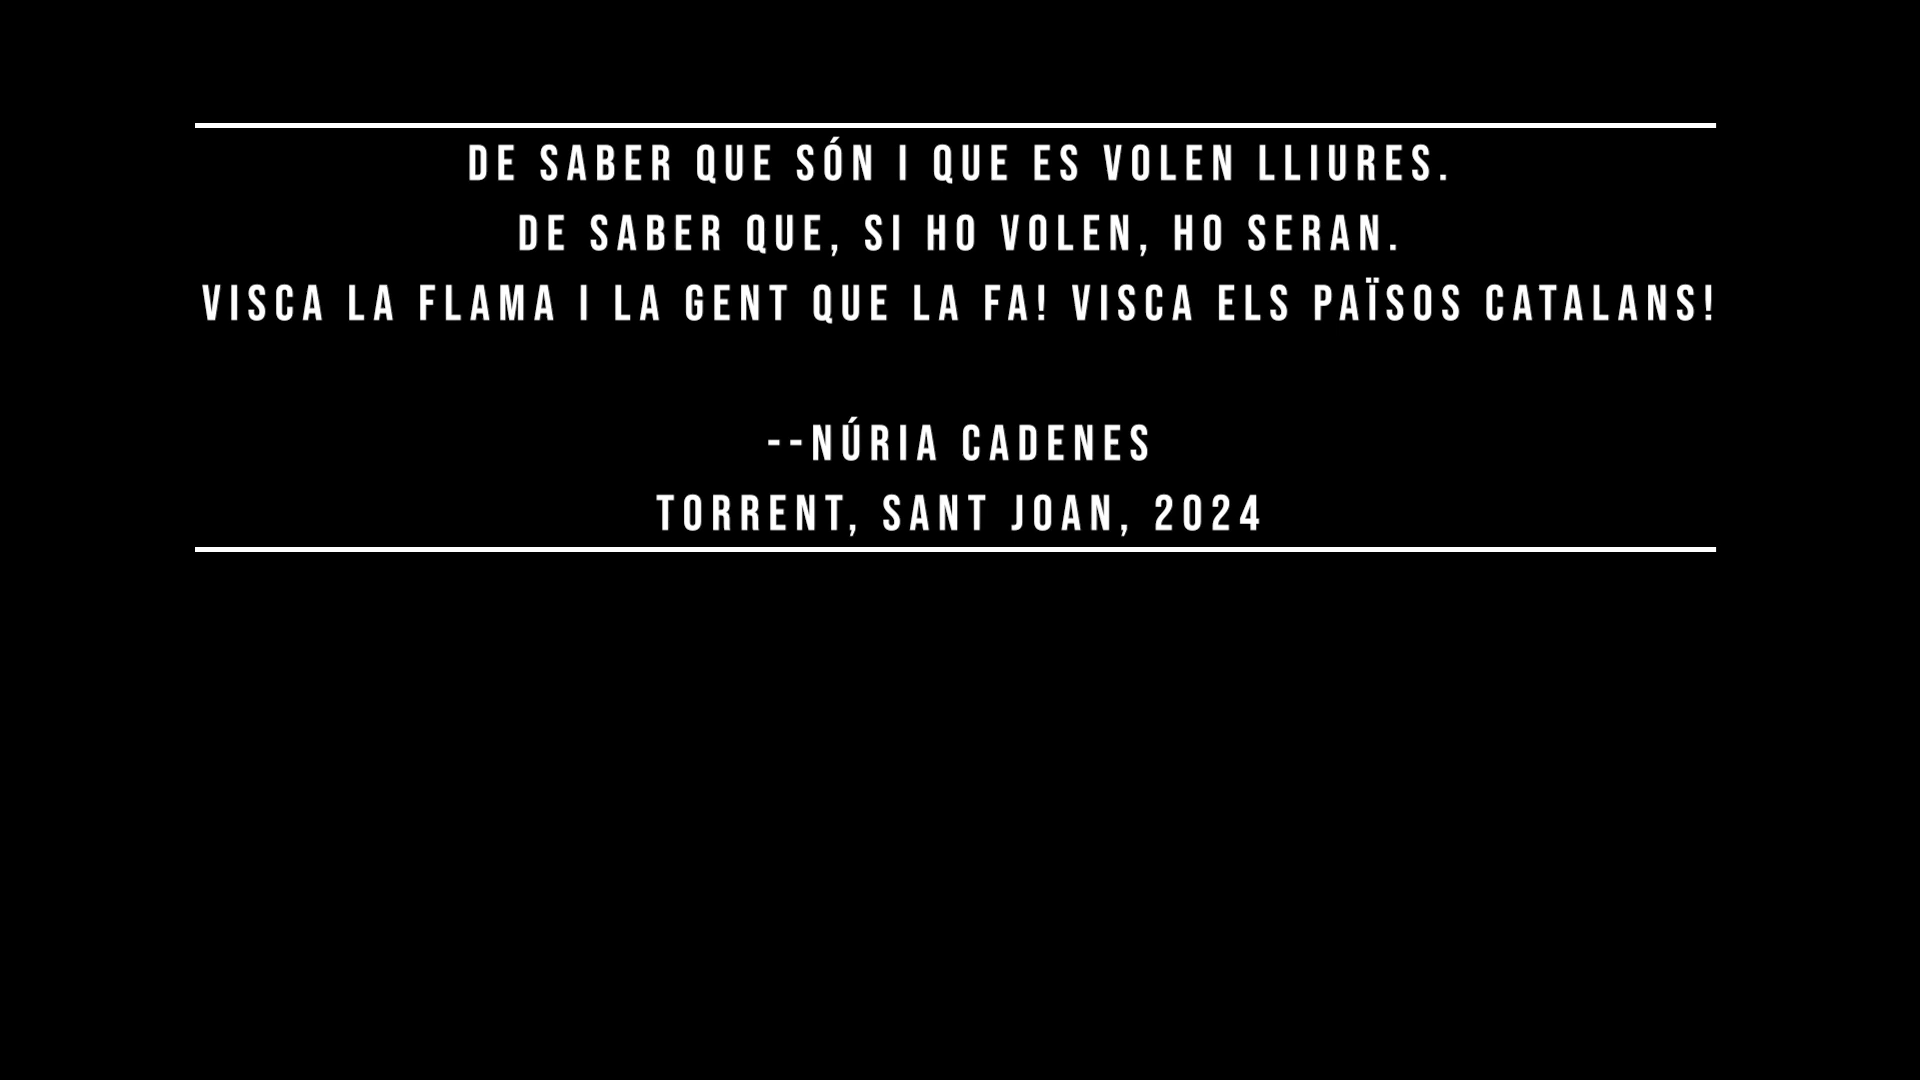 DE SABER QUE SÓN I QUE ES VOLEN LLIURES.
DE SABER QUE, SI HO VOLEN, HO SERAN.
VISCA LA FLAMA I LA GENT QUE LA FA! VISCA ELS PAÏSOS CATALANS!
--NÚRIA CADENES
TORRENT, SANT JOAN, 2024